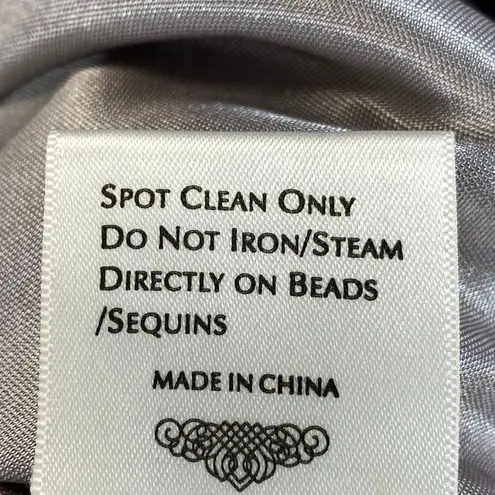 SPOT CLEAN ONLY
DO NOT IRON/STEAM
DIRECTLY ON BEADS
/SEQUINS
MADE IN CHINA